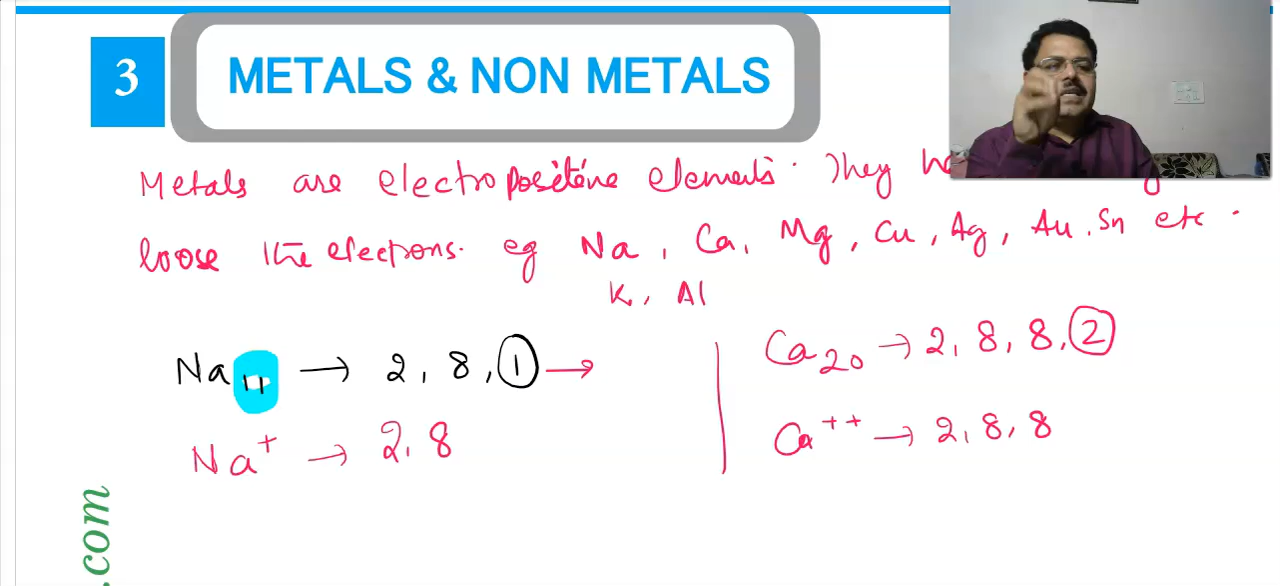 3
METALS & NON METALS
Metals are electropositive elements. They
loose the electrons. eg Na, Ca, Mg, Cu, Ag, Au, Sn etc.
K, Al
Na11 → 2, 8, 1 →
Na+ → 2, 8
Ca20 → 2, 8, 8, 2
Ca++ → 2, 8, 8
.com